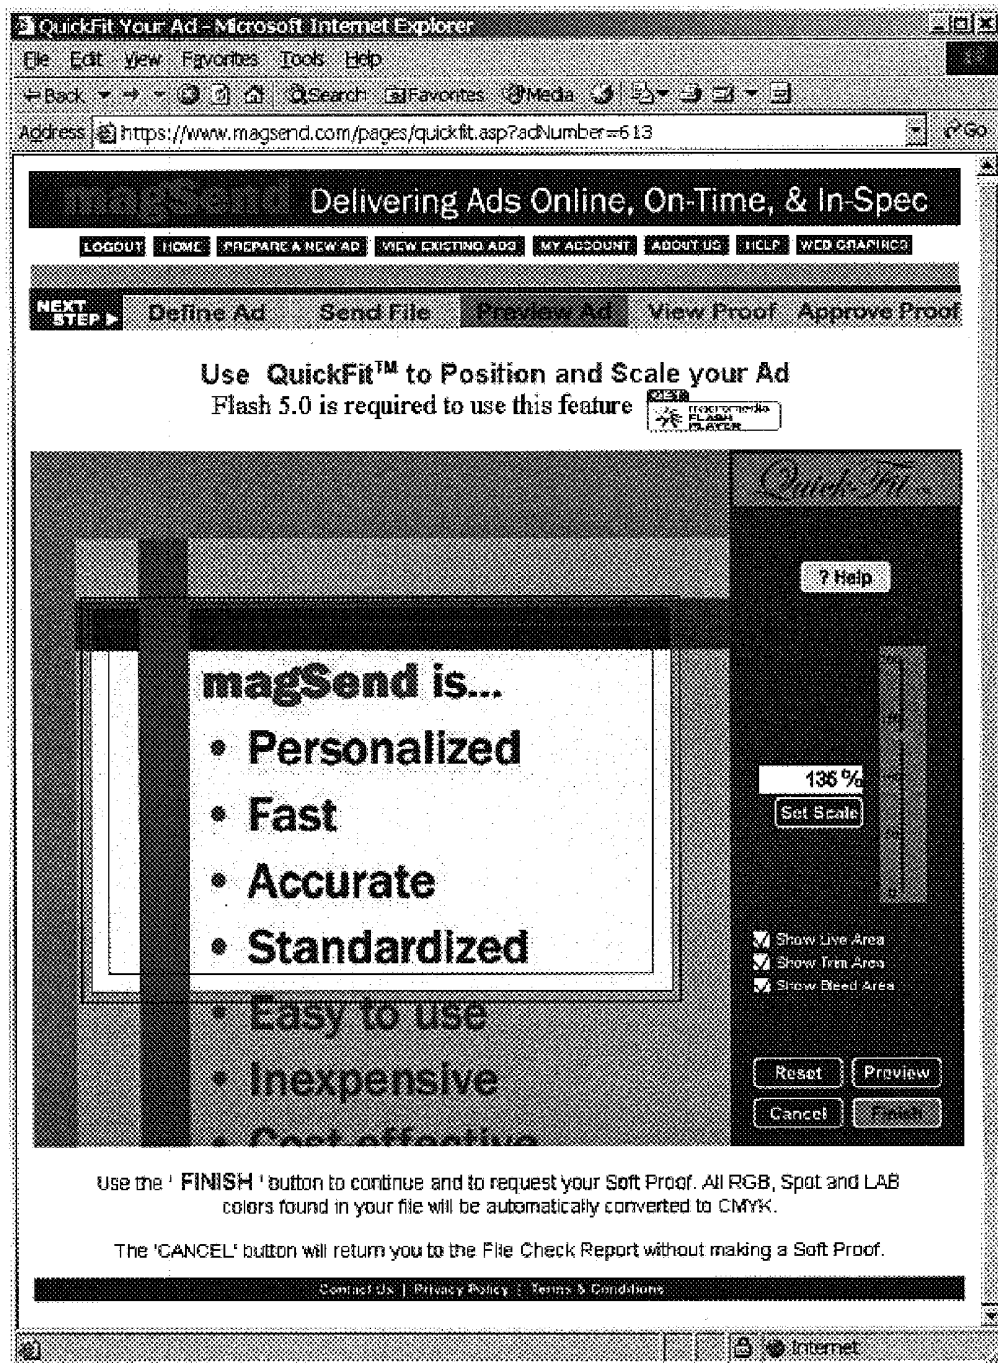 QuickFit Your Ad - Microsoft Internet Explorer
File Edit View Favorites Tools Help
Back Search Favorites Media
Address https://www.magsend.com/pages/quickfit.asp?adNumber=613 Go
magSend Delivering Ads Online, On-Time, & In-Spec
LOGOUT HOME PREPARE A NEW AD VIEW EXISTING ADS MY ACCOUNT ABOUT US HELP WEB GRAPHICS
NEXT STEP Define Ad Send File Preview Ad View Proof Approve Proof
Use QuickFit™ to Position and Scale your Ad
Flash 5.0 is required to use this feature
macromedia
FLASH
PLAYER
QuickFit
? Help
magSend is...
• Personalized
• Fast
• Accurate
• Standardized
• Easy to use
• Inexpensive
• Cost-effective
135 %
Set Scale
Show Live Area
Show Trim Area
Show Bleed Area
Reset Preview
Cancel Finish
Use the ' FINISH ' button to continue and to request your Soft Proof. All RGB, Spot and LAB
colors found in your file will be automatically converted to CMYK.
The 'CANCEL' button will return you to the File Check Report without making a Soft Proof.
Contact Us | Privacy Policy | Terms & Conditions
Internet